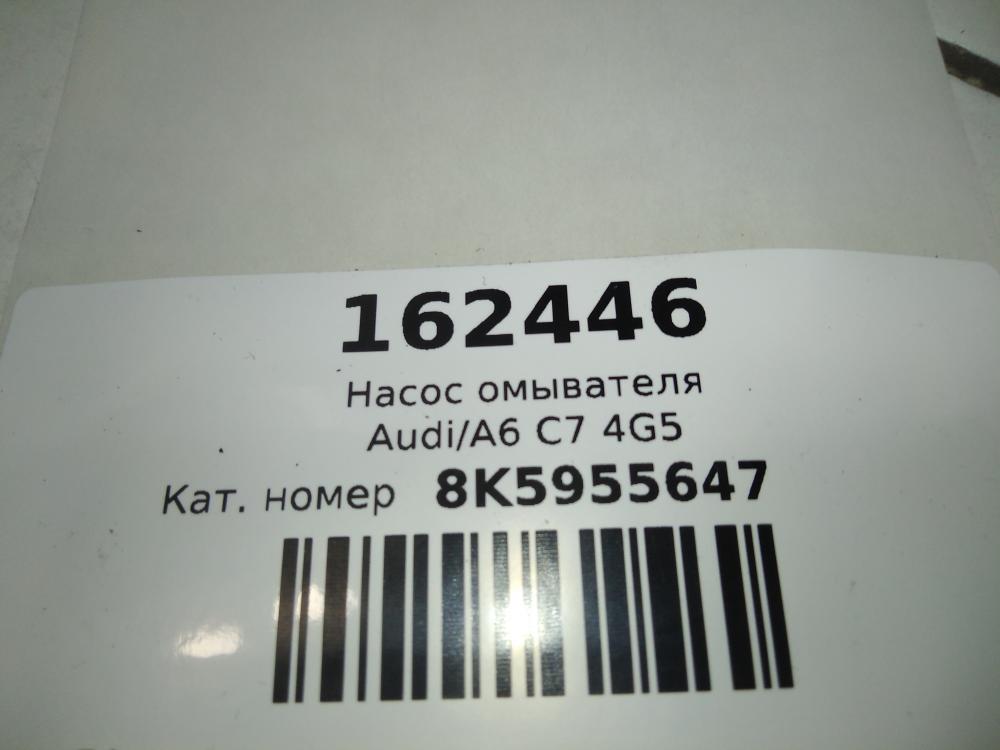 162446
Насос омывателя
Audi/A6 C7 4G5
Кат. номер 8K5955647